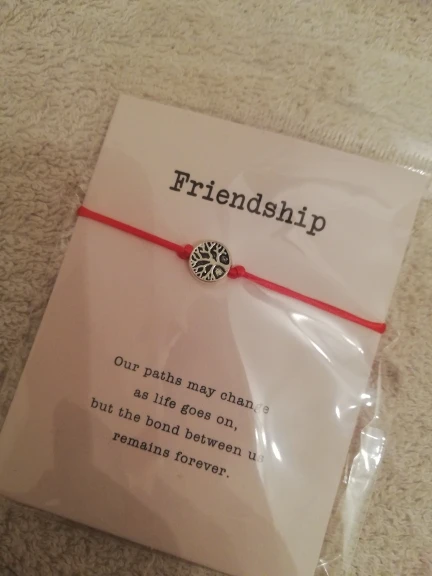 Friendship
Our paths may change
as life goes on,
but the bond between us
remains forever.